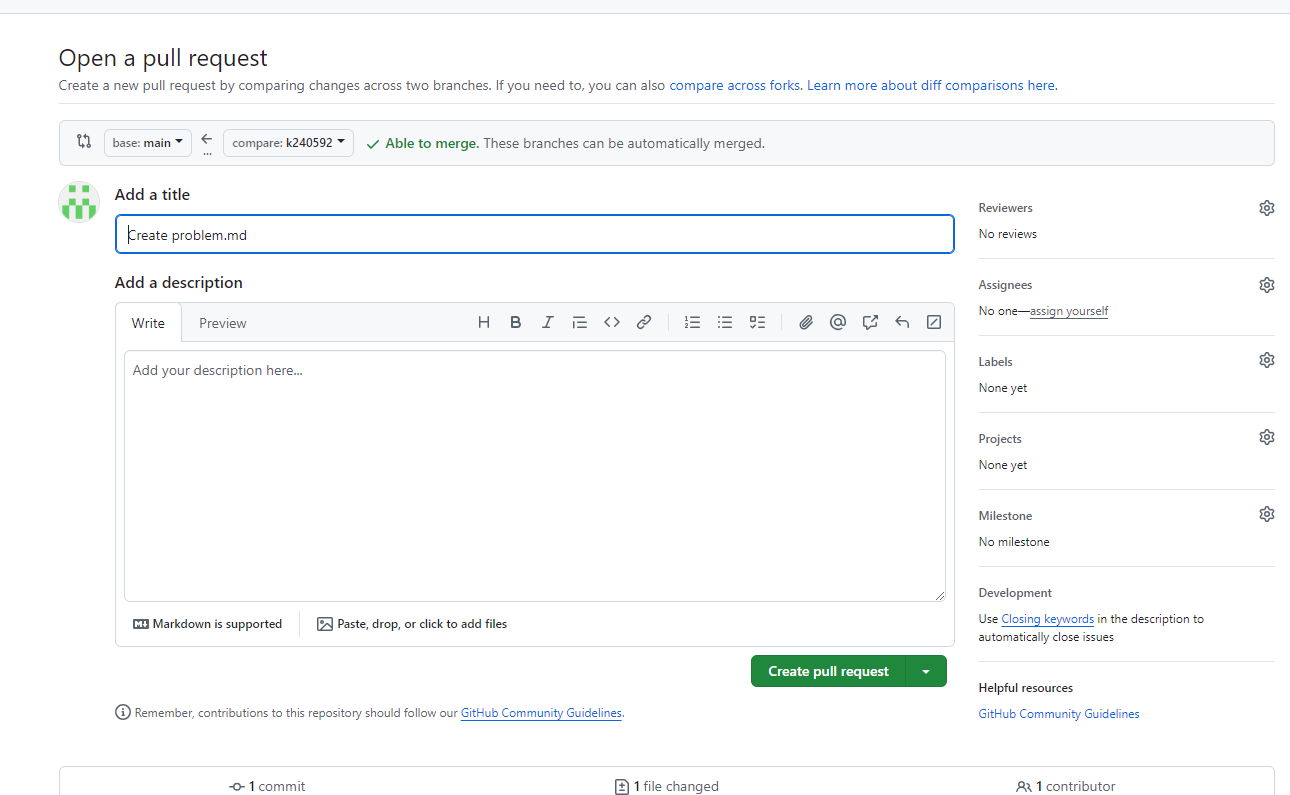 Open a pull request
Create a new pull request by comparing changes across two branches. If you need to, you can also compare across forks. Learn more about diff comparisons here.
base: main
...
compare: k240592
Able to merge. These branches can be automatically merged.
Add a title
Create problem.md
Add a description
Write
Preview
Add your description here...
Markdown is supported
Paste, drop, or click to add files
Create pull request
Remember, contributions to this repository should follow our GitHub Community Guidelines.
Reviewers
No reviews
Assignees
No one—assign yourself
Labels
None yet
Projects
None yet
Milestone
No milestone
Development
Use Closing keywords in the description to
automatically close issues
Helpful resources
GitHub Community Guidelines
1 commit
1 file changed
1 contributor